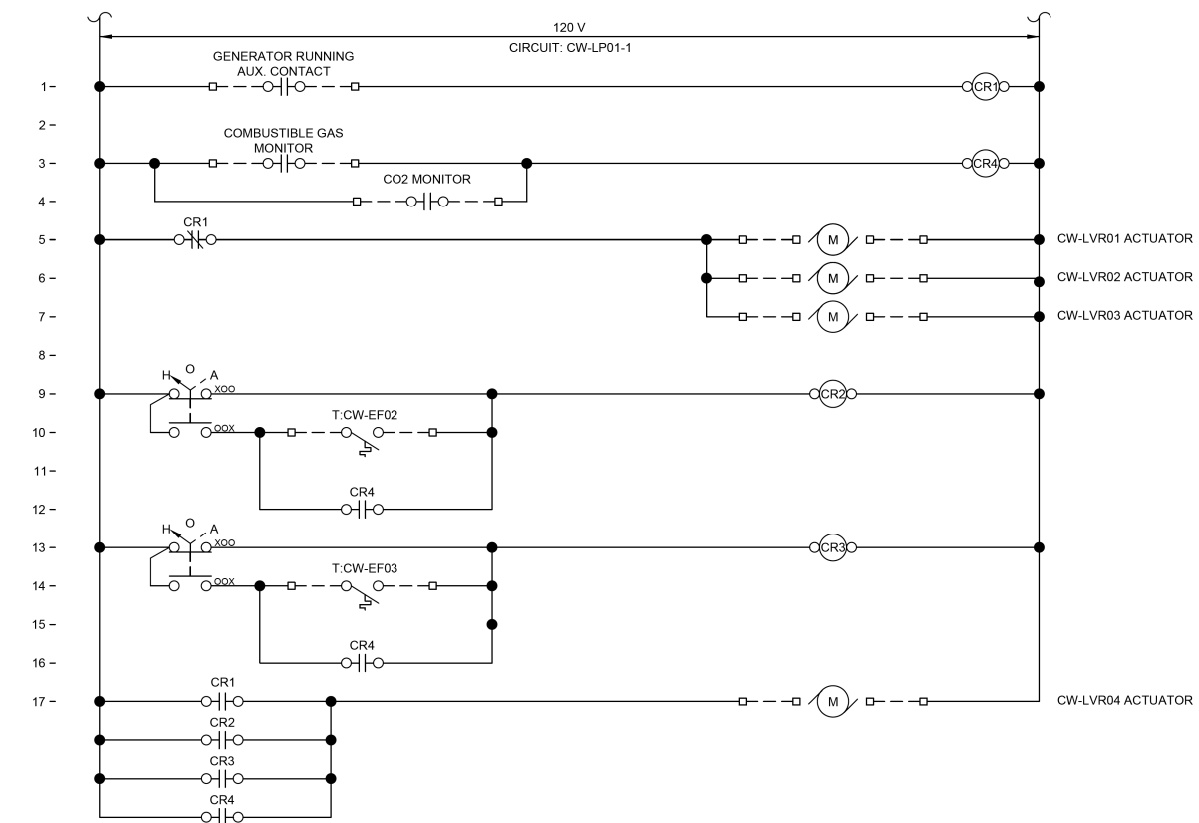 120 V
CIRCUIT: CW-LP01-1
GENERATOR RUNNING
AUX. CONTACT
1 – CR1
2 –
COMBUSTIBLE GAS
MONITOR
3 – CR4
CO2 MONITOR
4 –
CR1
5 – M CW-LVR01 ACTUATOR
6 – M CW-LVR02 ACTUATOR
7 – M CW-LVR03 ACTUATOR
8 –
H O A
9 – XOO CR2
T:CW-EF02
10 – OOX
11 –
CR4
12 –
H O A
13 – XOO CR3
T:CW-EF03
14 – OOX
15 –
CR4
16 –
CR1
17 – M CW-LVR04 ACTUATOR
CR2
CR3
CR4